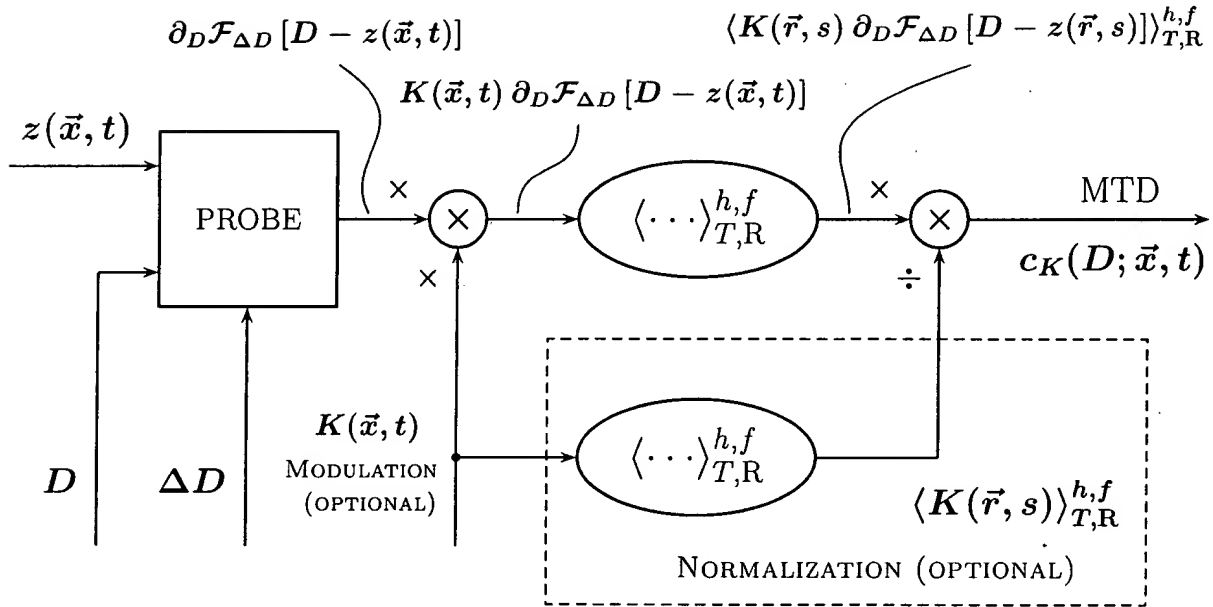 ∂_D 𝓕_ΔD [D − z(x⃗, t)]
⟨K(r⃗, s) ∂_D 𝓕_ΔD [D − z(r⃗, s)]⟩^{h,f}_{T,R}
K(x⃗, t) ∂_D 𝓕_ΔD [D − z(x⃗, t)]
z(x⃗, t)
PROBE
×
×
⟨···⟩^{h,f}_{T,R}
×
×
MTD
c_K(D; x⃗, t)
×
÷
K(x⃗, t)
MODULATION
(OPTIONAL)
⟨···⟩^{h,f}_{T,R}
D
ΔD
⟨K(r⃗, s)⟩^{h,f}_{T,R}
NORMALIZATION (OPTIONAL)